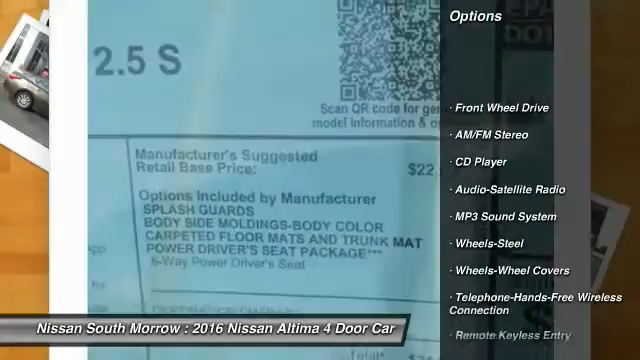 2.5 S
Scan QR code for
model information &
Manufacturer's Suggested
Retail Base Price: $22,
Options Included by Manufacturer
SPLASH GUARDS
BODY SIDE MOLDINGS-BODY COLOR
CARPETED FLOOR MATS AND TRUNK MAT
POWER DRIVER'S SEAT PACKAGE***
6-Way Power Driver's Seat
Total:
Options
· Front Wheel Drive
· AM/FM Stereo
· CD Player
· Audio-Satellite Radio
· MP3 Sound System
· Wheels-Steel
· Wheels-Wheel Covers
· Telephone-Hands-Free Wireless
Connection
· Remote Keyless Entry
Nissan South Morrow : 2016 Nissan Altima 4 Door Car